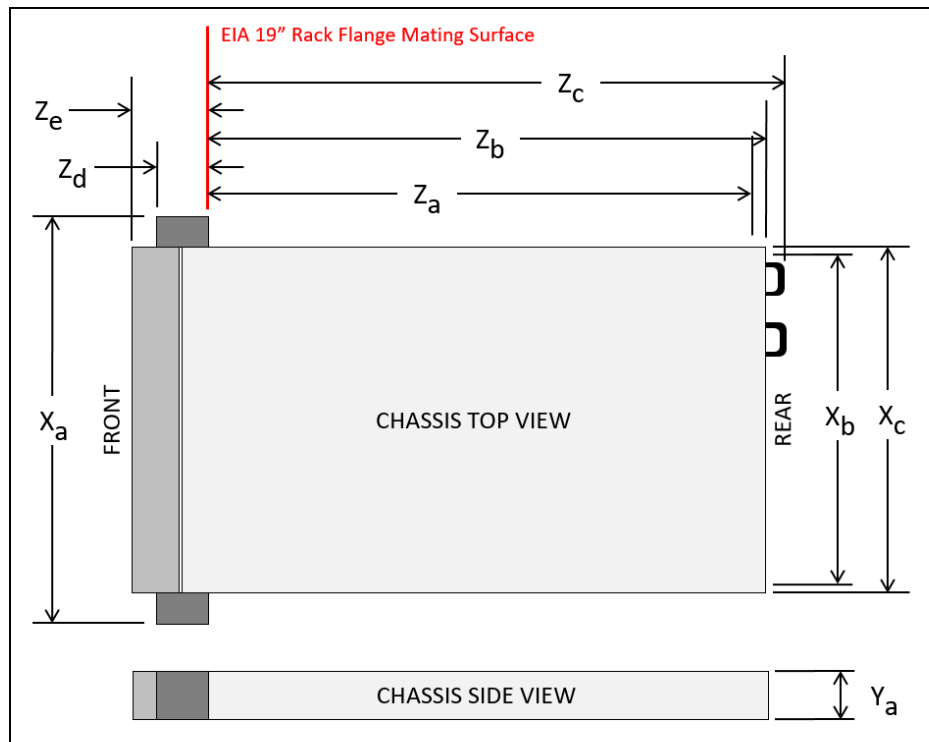 EIA 19” Rack Flange Mating Surface
Zc
Ze
Zb
Zd
Za
Xa
FRONT
CHASSIS TOP VIEW
REAR
Xb
Xc
CHASSIS SIDE VIEW
Ya